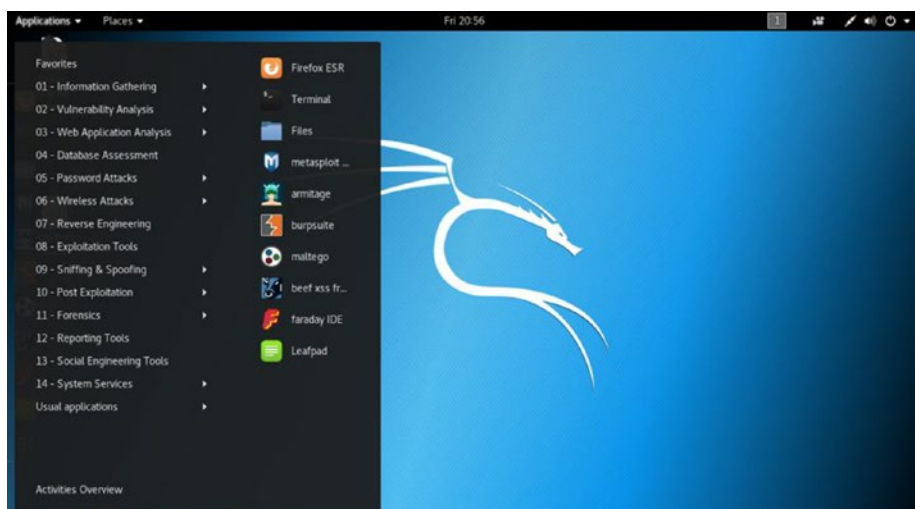 Applications Places Fri 20:56 1
Favorites
01 - Information Gathering
02 - Vulnerability Analysis
03 - Web Application Analysis
04 - Database Assessment
05 - Password Attacks
06 - Wireless Attacks
07 - Reverse Engineering
08 - Exploitation Tools
09 - Sniffing & Spoofing
10 - Post Exploitation
11 - Forensics
12 - Reporting Tools
13 - Social Engineering Tools
14 - System Services
Usual applications
Activities Overview
Firefox ESR
Terminal
Files
metasploit ...
armitage
burpsuite
maltego
beef xss fr...
faraday IDE
Leafpad